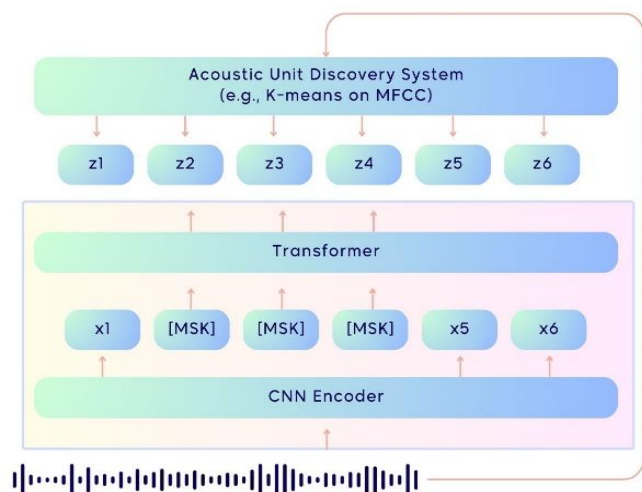 Acoustic Unit Discovery System
(e.g., K-means on MFCC)
z1 z2 z3 z4 z5 z6
Transformer
x1 [MSK] [MSK] [MSK] x5 x6
CNN Encoder